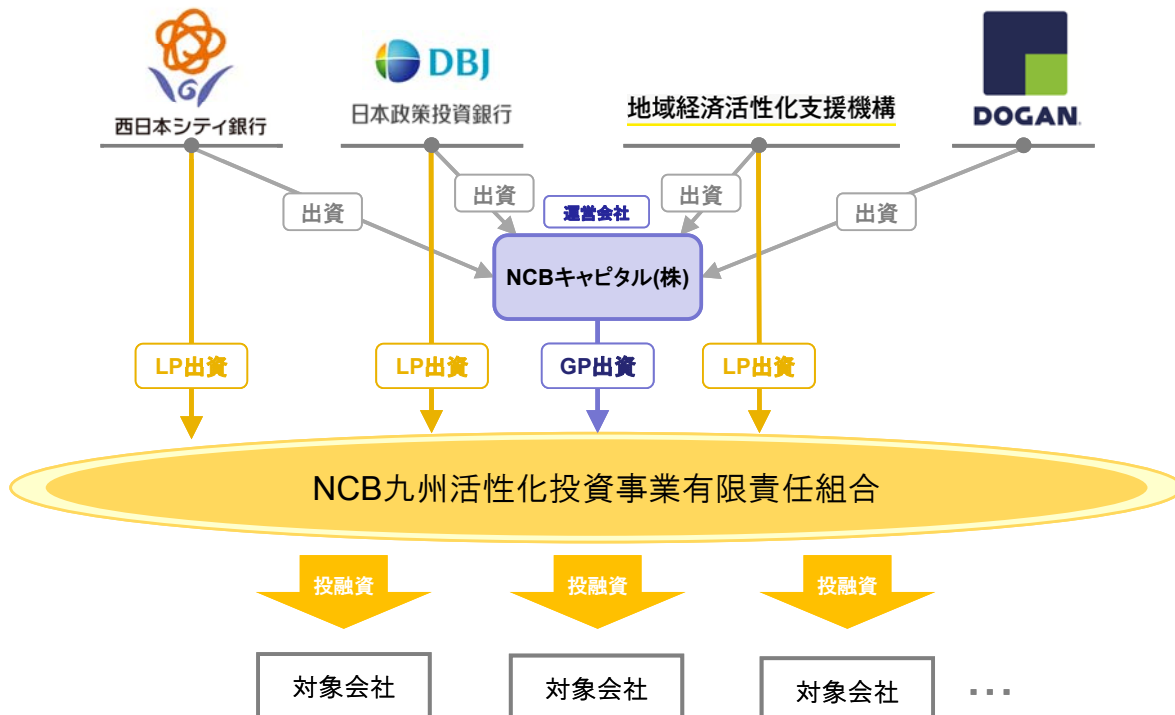 西日本シティ銀行
DBJ
日本政策投資銀行
地域経済活性化支援機構
DOGAN
出資
出資
出資
出資
運営会社
NCBキャピタル(株)
LP出資
LP出資
GP出資
LP出資
NCB九州活性化投資事業有限責任組合
投融資
投融資
投融資
対象会社
対象会社
対象会社
...